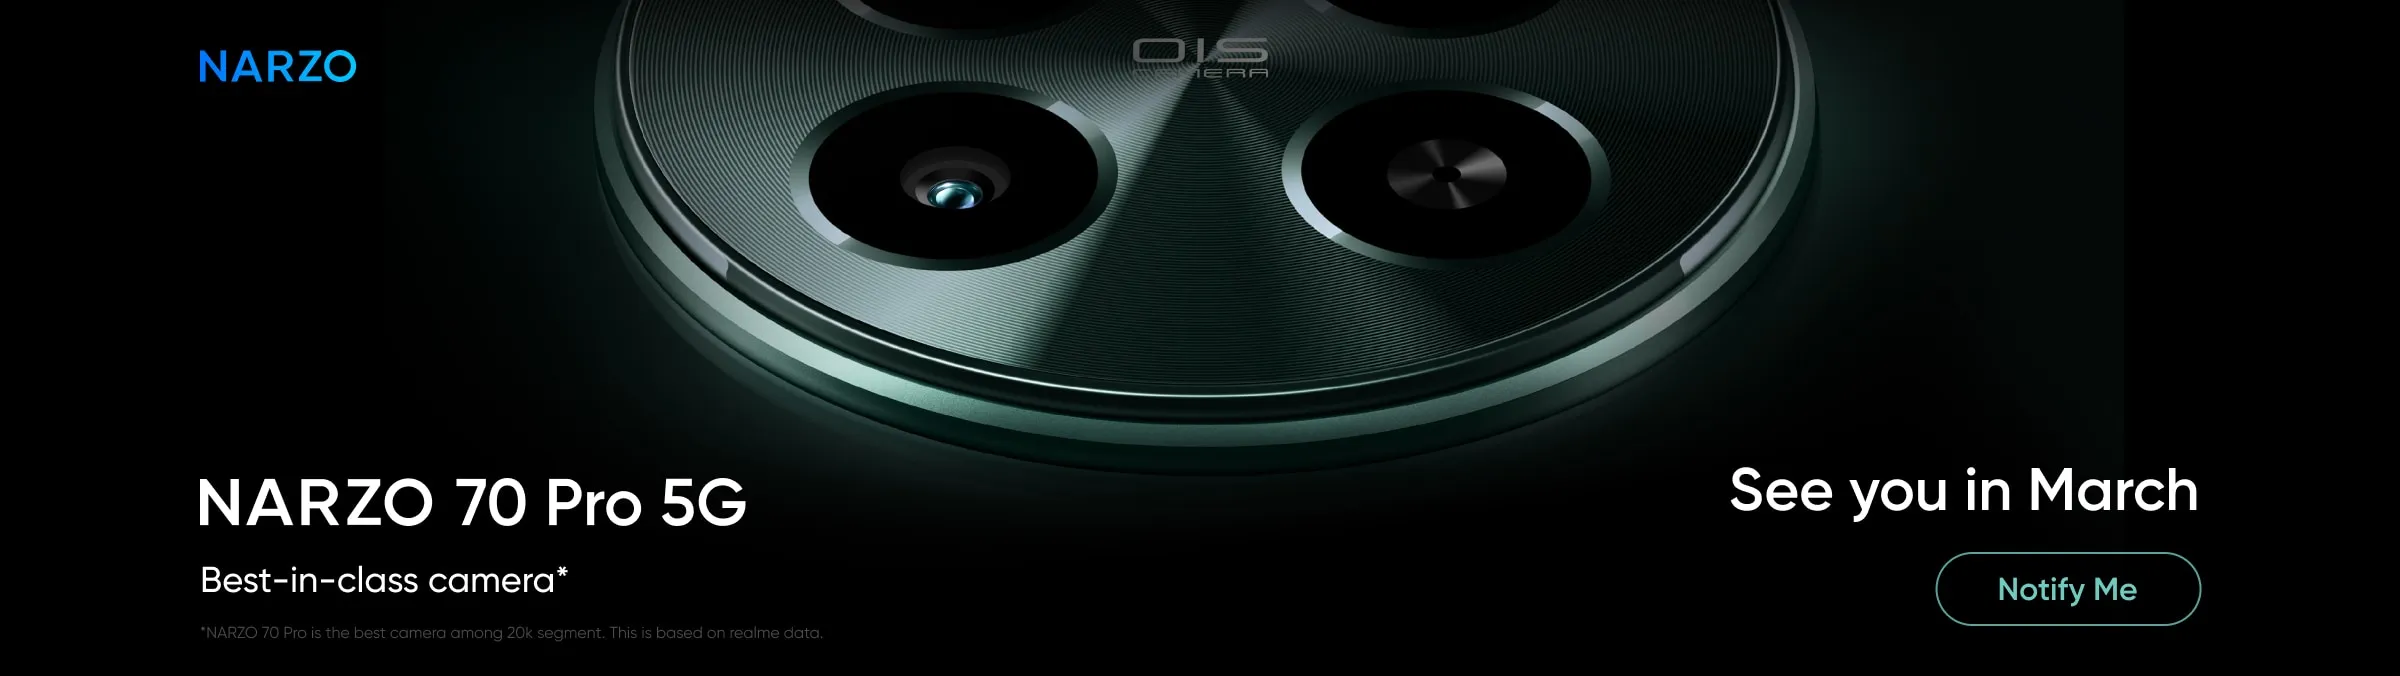 NARZO
OIS
CAMERA
NARZO 70 Pro 5G
Best-in-class camera*
*NARZO 70 Pro is the best camera among 20k segment. This is based on realme data.
See you in March
Notify Me